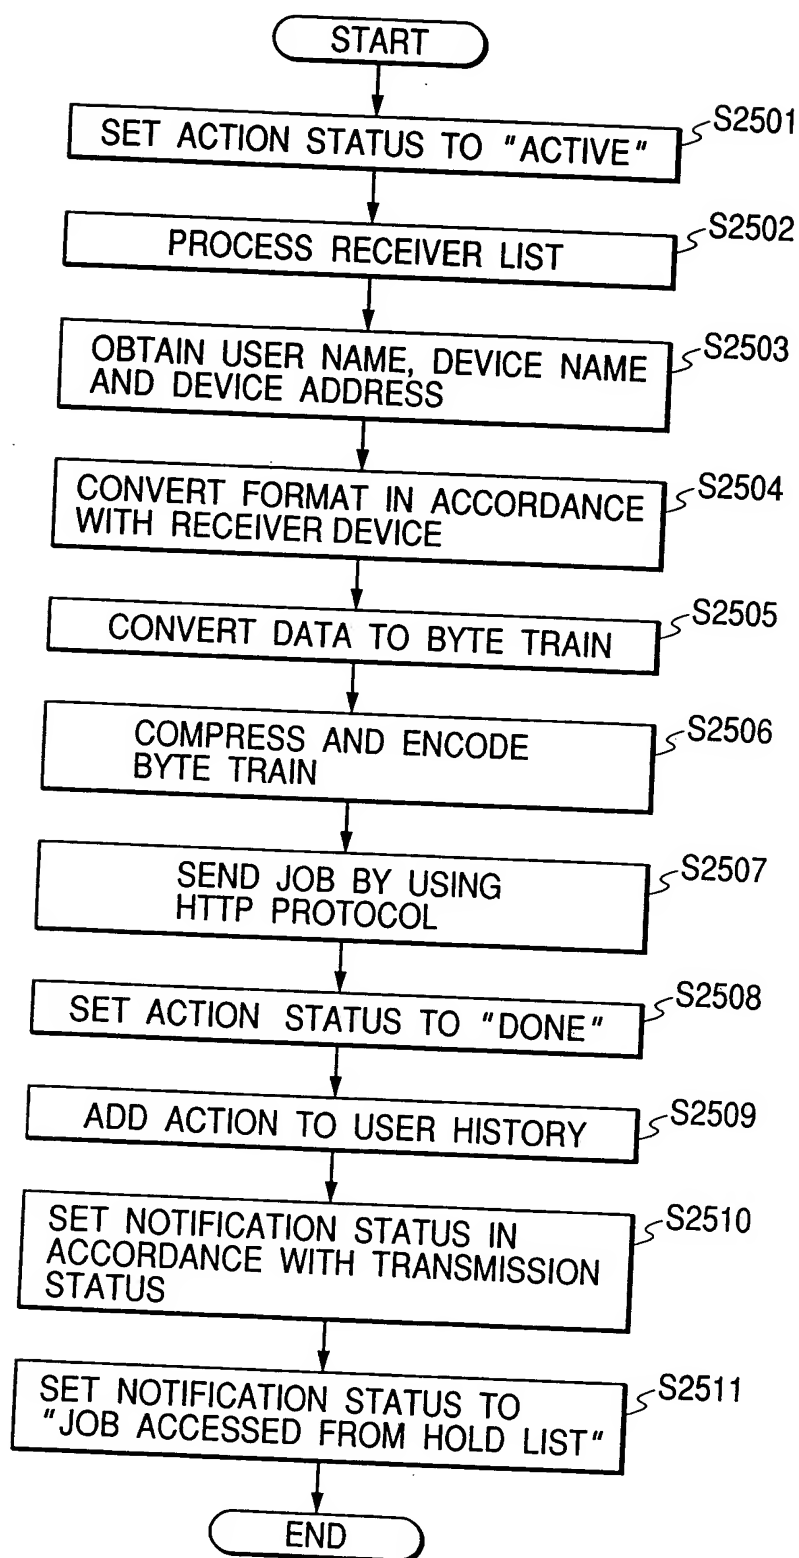 START
SET ACTION STATUS TO "ACTIVE"
S2501
PROCESS RECEIVER LIST
S2502
OBTAIN USER NAME, DEVICE NAME
AND DEVICE ADDRESS
S2503
CONVERT FORMAT IN ACCORDANCE
WITH RECEIVER DEVICE
S2504
CONVERT DATA TO BYTE TRAIN
S2505
COMPRESS AND ENCODE
BYTE TRAIN
S2506
SEND JOB BY USING
HTTP PROTOCOL
S2507
SET ACTION STATUS TO "DONE"
S2508
ADD ACTION TO USER HISTORY
S2509
SET NOTIFICATION STATUS IN
ACCORDANCE WITH TRANSMISSION
STATUS
S2510
SET NOTIFICATION STATUS TO
"JOB ACCESSED FROM HOLD LIST"
S2511
END